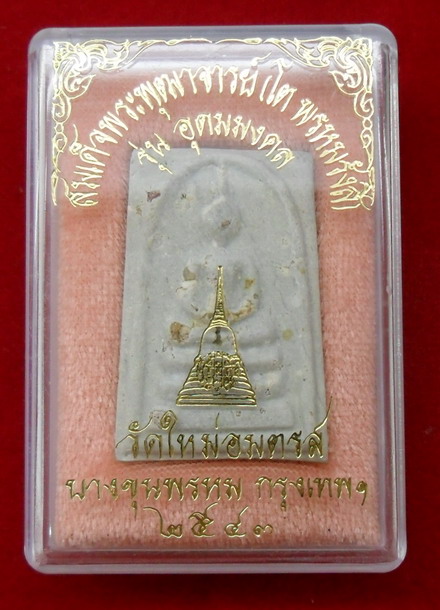 สมเด็จพระพุฒาจารย์ (โต พรหมรังสี
รุ่น อุดมมงคล
วัดใหม่อมตรส
บางขุนพรหม กรุงเทพฯ
๒๕๔๓